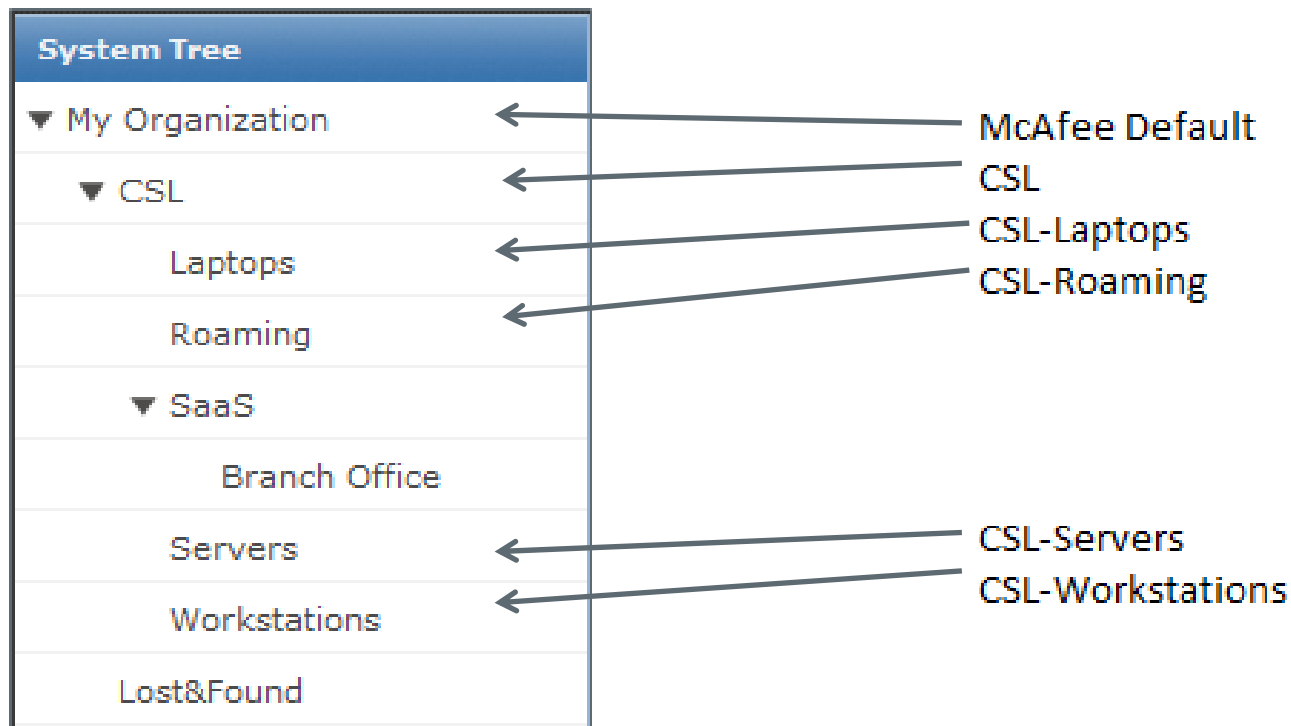 System Tree
My Organization
CSL
Laptops
Roaming
SaaS
Branch Office
Servers
Workstations
Lost&Found
McAfee Default
CSL
CSL-Laptops
CSL-Roaming
CSL-Servers
CSL-Workstations